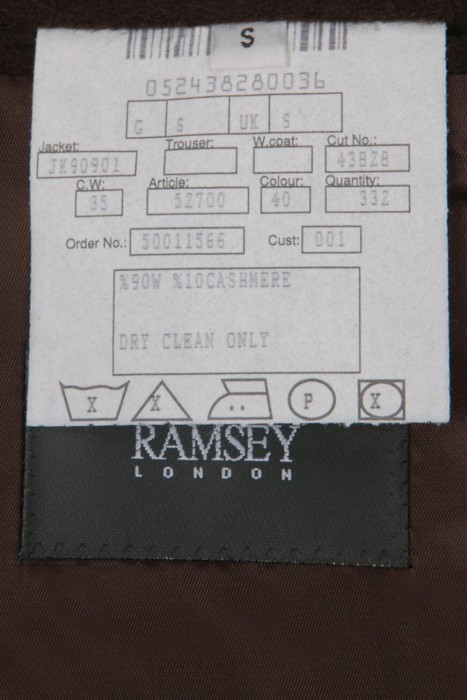 S
052438280036
G S UK S
Jacket: Trouser: W.coat: Cut No.:
JK90901 43BZ8
C.W: Article: Colour: Quantity:
35 52700 40 332
Order No.: 50011566 Cust: 001
%90W %10CASHMERE
DRY CLEAN ONLY
X X P X
RAMSEY
LONDON